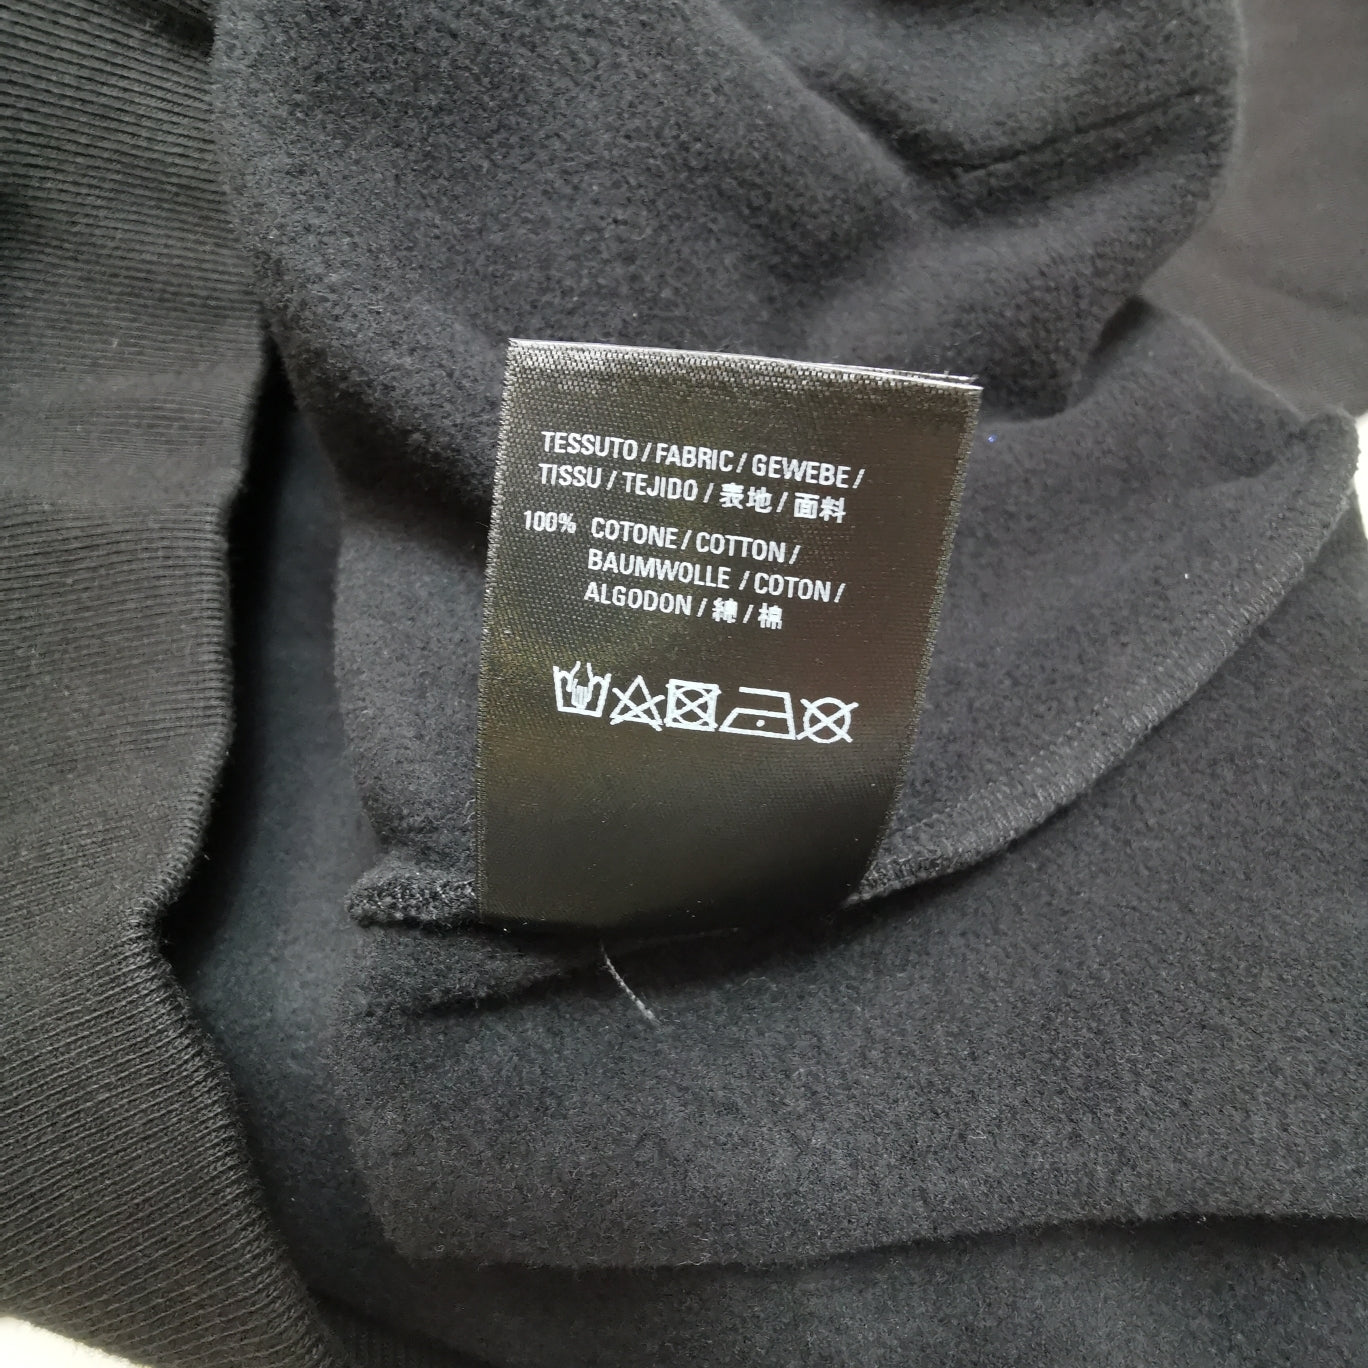 TESSUTO / FABRIC / GEWEBE /
TISSU / TEJIDO / 表地 / 面料
100% COTONE / COTTON /
BAUMWOLLE / COTON /
ALGODON / 綿 / 棉